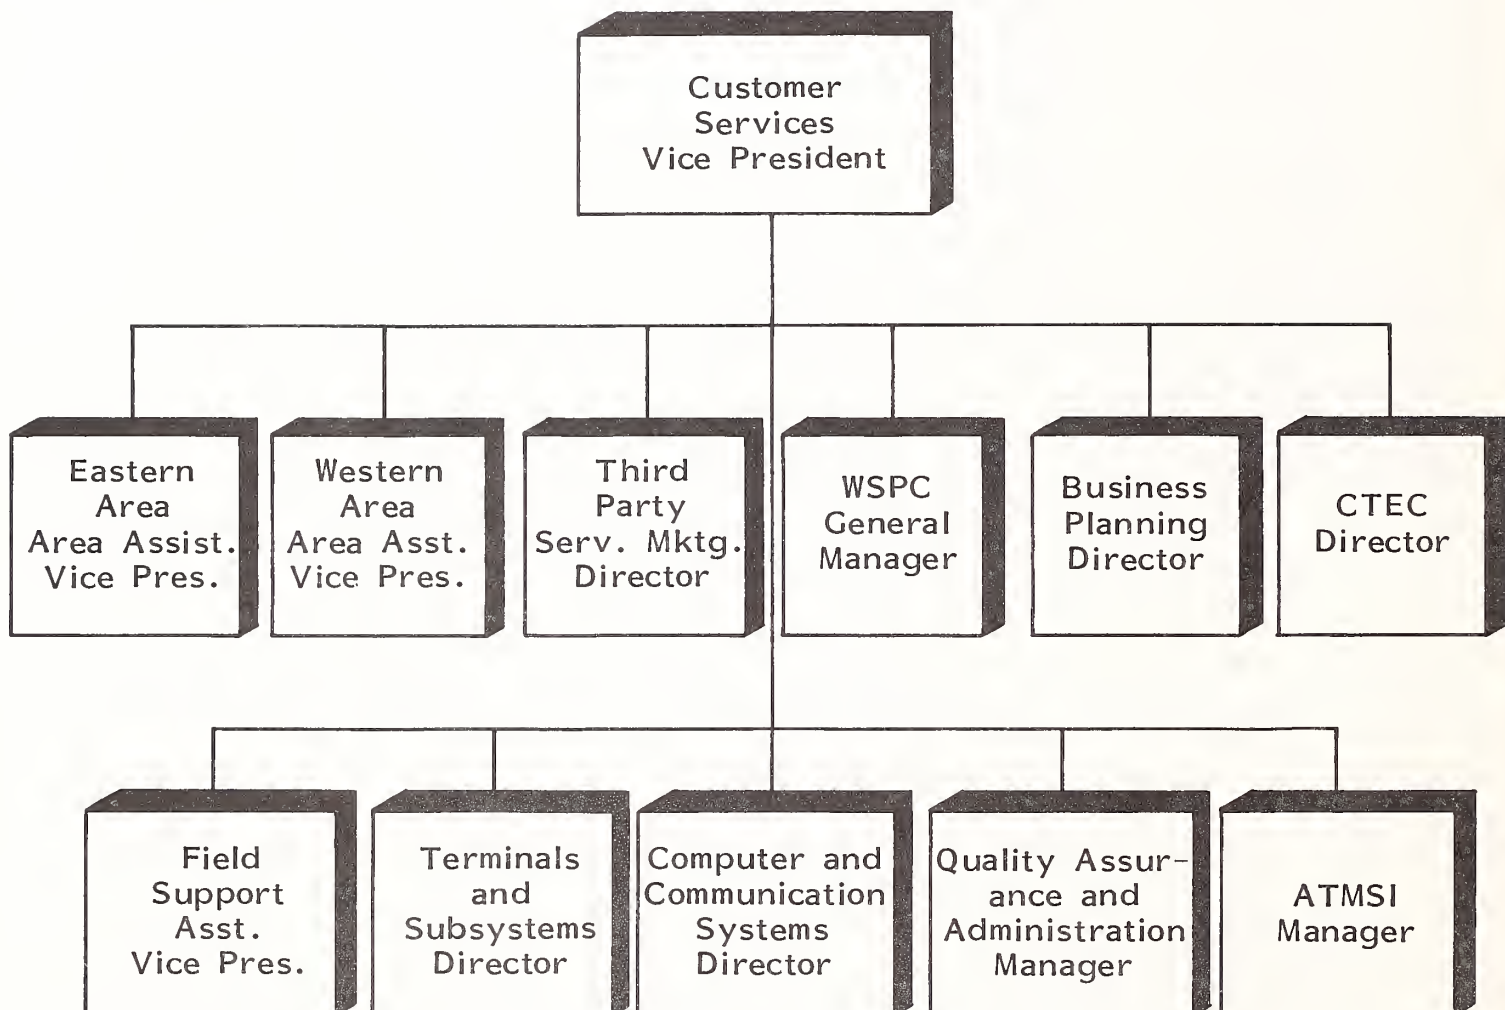 Customer
Services
Vice President
Eastern
Area
Area Assist.
Vice Pres.
Western
Area
Area Asst.
Vice Pres.
Third
Party
Serv. Mktg.
Director
WSPC
General
Manager
Business
Planning
Director
CTEC
Director
Field
Support
Asst.
Vice Pres.
Terminals
and
Subsystems
Director
Computer and
Communication
Systems
Director
Quality Assur-
ance and
Administration
Manager
ATMSI
Manager